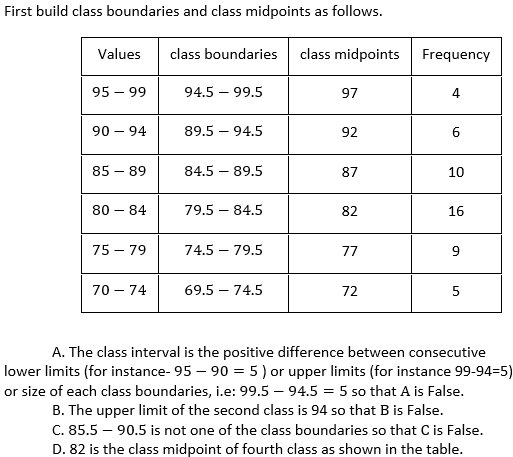 First build class boundaries and class midpoints as follows.
Values class boundaries class midpoints Frequency
95 – 99 94.5 – 99.5 97 4
90 – 94 89.5 – 94.5 92 6
85 – 89 84.5 – 89.5 87 10
80 – 84 79.5 – 84.5 82 16
75 – 79 74.5 – 79.5 77 9
70 – 74 69.5 – 74.5 72 5
A. The class interval is the positive difference between consecutive
lower limits (for instance- 95 – 90 = 5 ) or upper limits (for instance 99-94=5)
or size of each class boundaries, i.e: 99.5 – 94.5 = 5 so that A is False.
B. The upper limit of the second class is 94 so that B is False.
C. 85.5 – 90.5 is not one of the class boundaries so that C is False.
D. 82 is the class midpoint of fourth class as shown in the table.